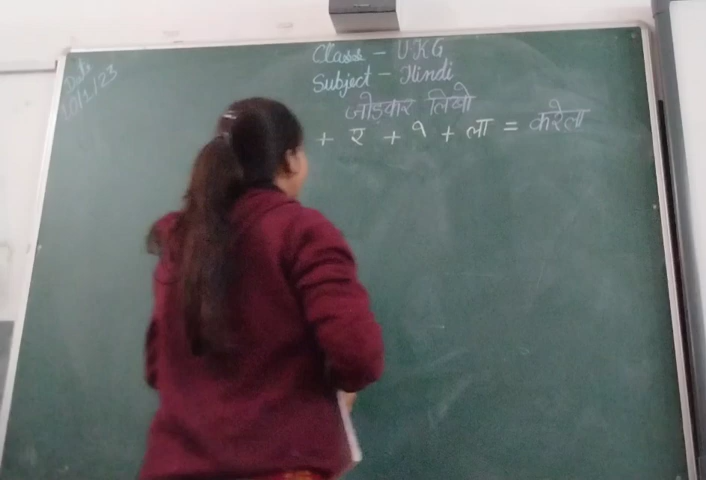 Date
10/1/23
Class - UKG
Subject - Hindi
जोड़कर लिखो
+ र + े + ला = करेला